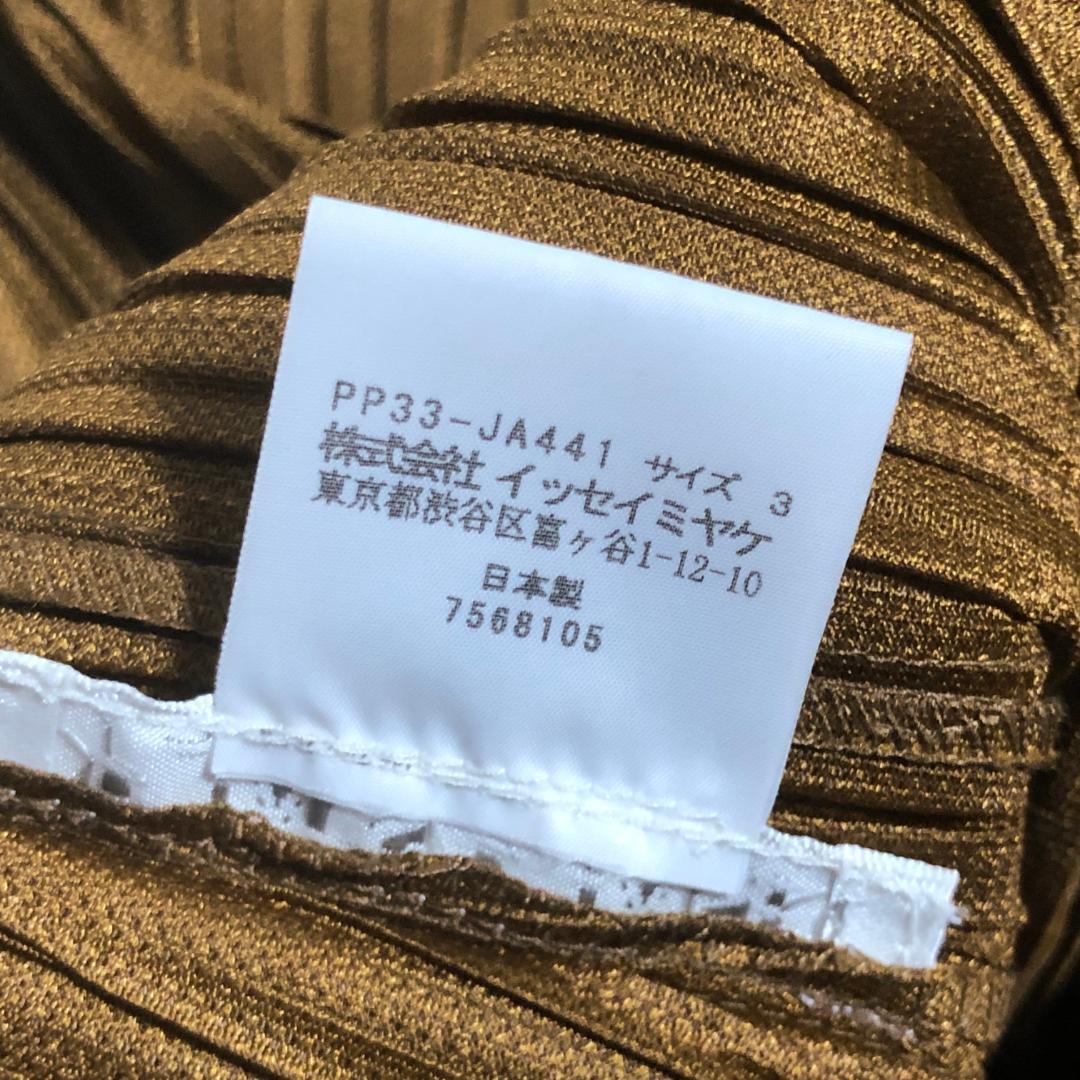 PP33-JA441 サイズ 3
株式会社 イッセイミヤケ
東京都渋谷区富ヶ谷1-12-10
日本製
7568105